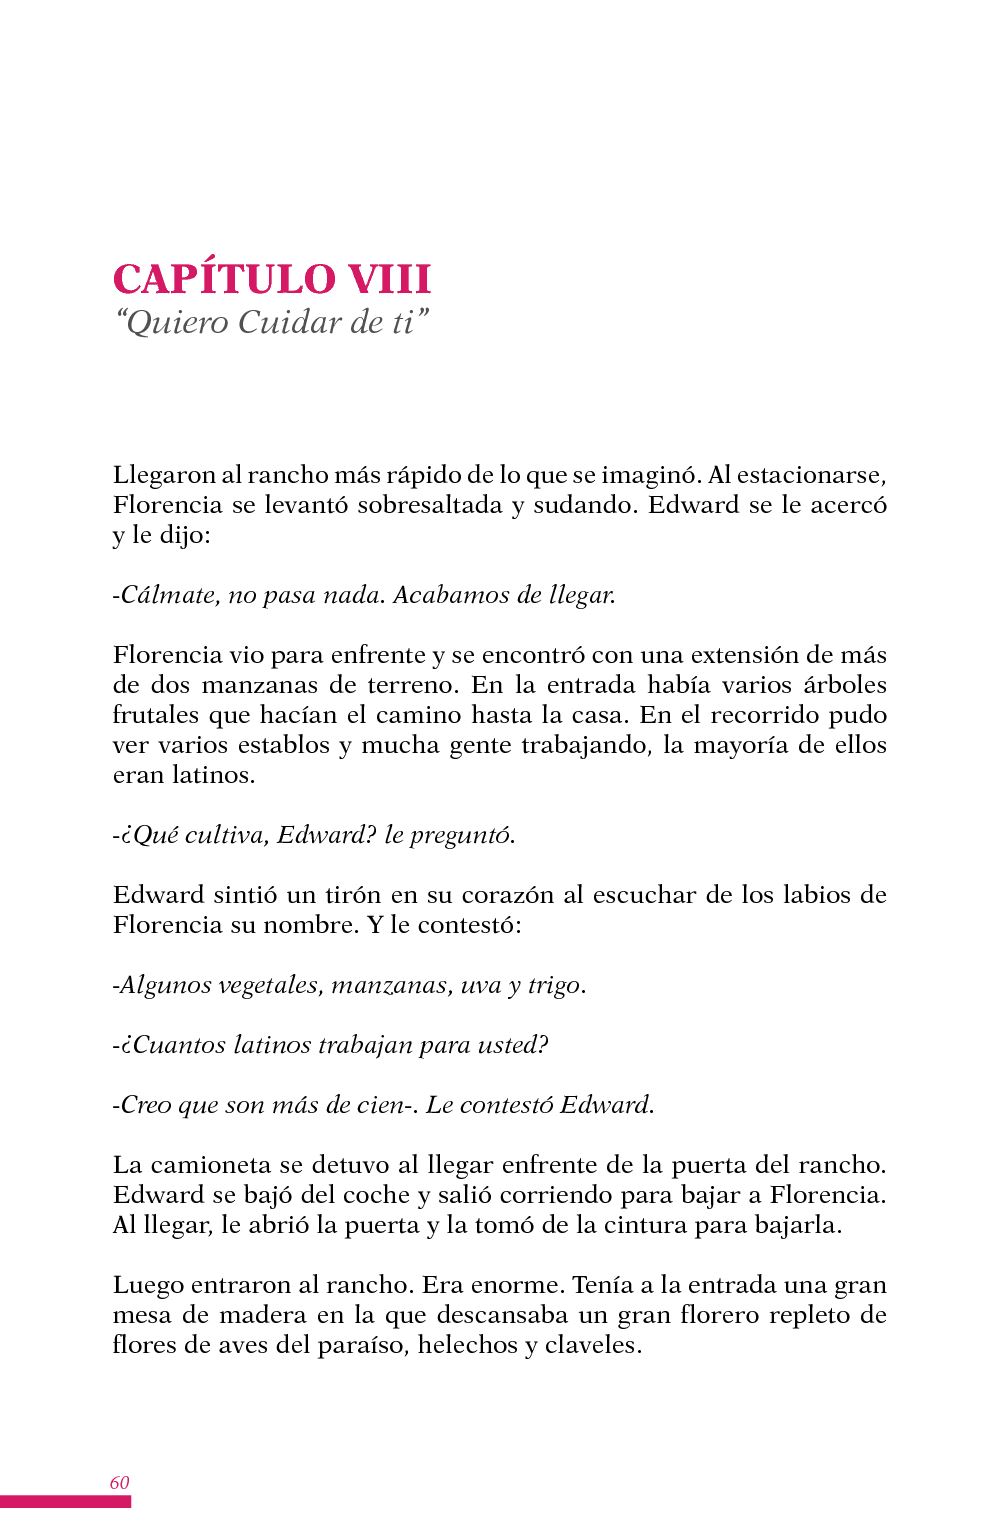 CAPÍTULO VIII
“Quiero Cuidar de ti”
Llegaron al rancho más rápido de lo que se imaginó. Al estacionarse,
Florencia se levantó sobresaltada y sudando. Edward se le acercó
y le dijo:
-Cálmate, no pasa nada. Acabamos de llegar.
Florencia vio para enfrente y se encontró con una extensión de más
de dos manzanas de terreno. En la entrada había varios árboles
frutales que hacían el camino hasta la casa. En el recorrido pudo
ver varios establos y mucha gente trabajando, la mayoría de ellos
eran latinos.
-¿Qué cultiva, Edward? le preguntó.
Edward sintió un tirón en su corazón al escuchar de los labios de
Florencia su nombre. Y le contestó:
-Algunos vegetales, manzanas, uva y trigo.
-¿Cuantos latinos trabajan para usted?
-Creo que son más de cien-. Le contestó Edward.
La camioneta se detuvo al llegar enfrente de la puerta del rancho.
Edward se bajó del coche y salió corriendo para bajar a Florencia.
Al llegar, le abrió la puerta y la tomó de la cintura para bajarla.
Luego entraron al rancho. Era enorme. Tenía a la entrada una gran
mesa de madera en la que descansaba un gran florero repleto de
flores de aves del paraíso, helechos y claveles.
60